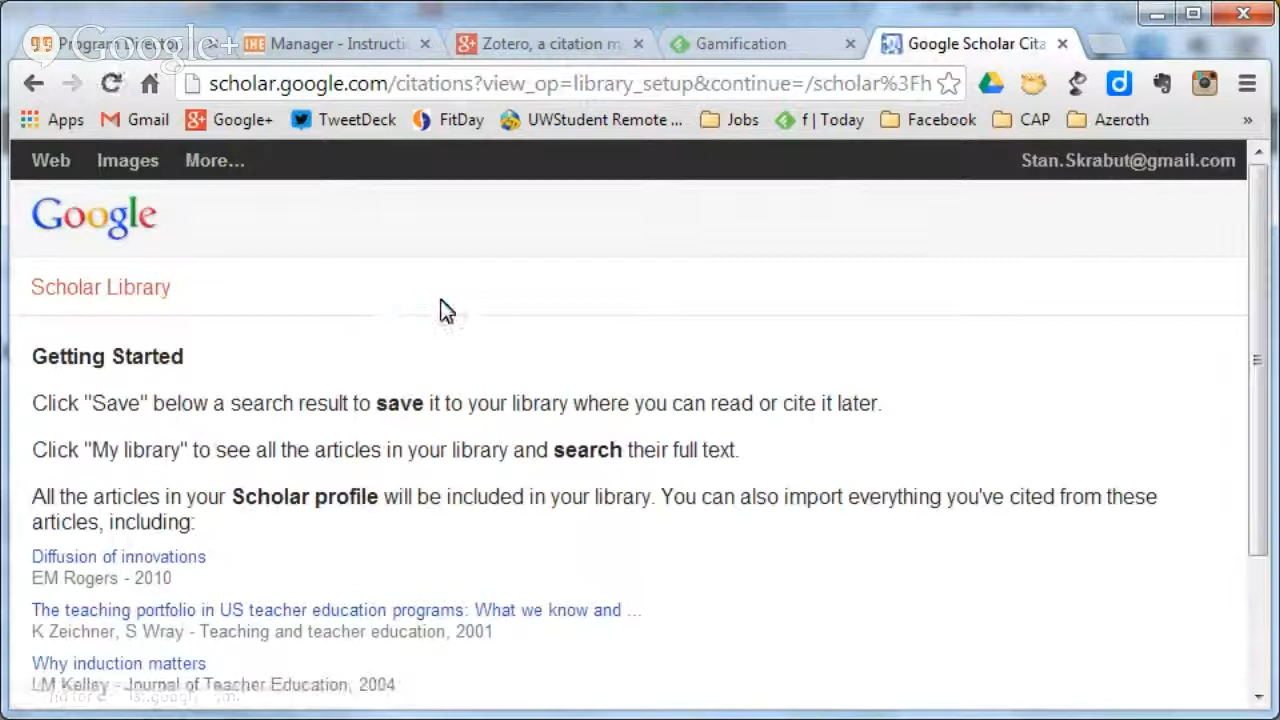 Program Director
Manager - Instructi
Zotero, a citation m
Gamification
Google Scholar Cita
Google+
scholar.google.com/citations?view_op=library_setup&continue=/scholar%3Fh
Apps
Gmail
Google+
TweetDeck
FitDay
UWStudent Remote ...
Jobs
f | Today
Facebook
CAP
Azeroth
»
Web Images More...
Stan.Skrabut@gmail.com
Google
Scholar Library
Getting Started
Click "Save" below a search result to save it to your library where you can read or cite it later.
Click "My library" to see all the articles in your library and search their full text.
All the articles in your Scholar profile will be included in your library. You can also import everything you've cited from these
articles, including:
Diffusion of innovations
EM Rogers - 2010
The teaching portfolio in US teacher education programs: What we know and ...
K Zeichner, S Wray - Teaching and teacher education, 2001
Why induction matters
LM Kelley - Journal of Teacher Education, 2004